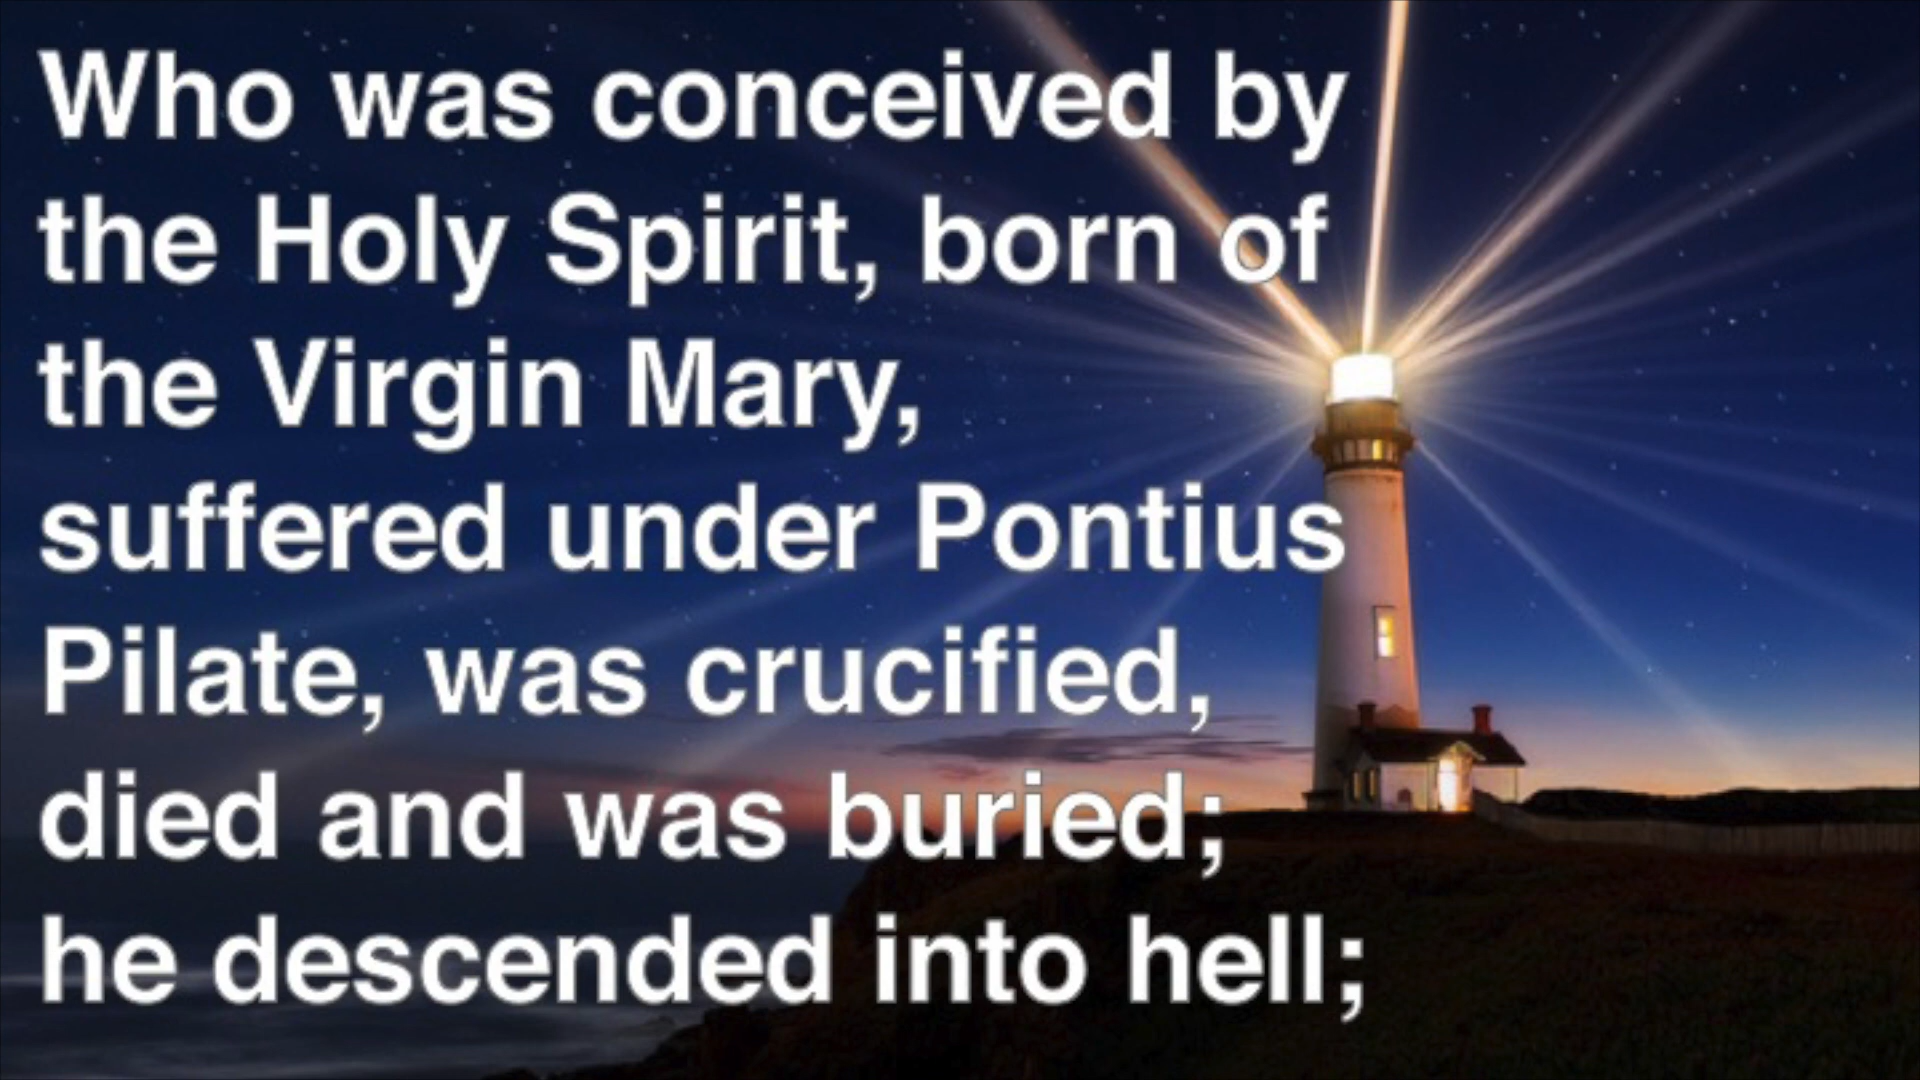 Who was conceived by
the Holy Spirit, born of
the Virgin Mary,
suffered under Pontius
Pilate, was crucified,
died and was buried;
he descended into hell;